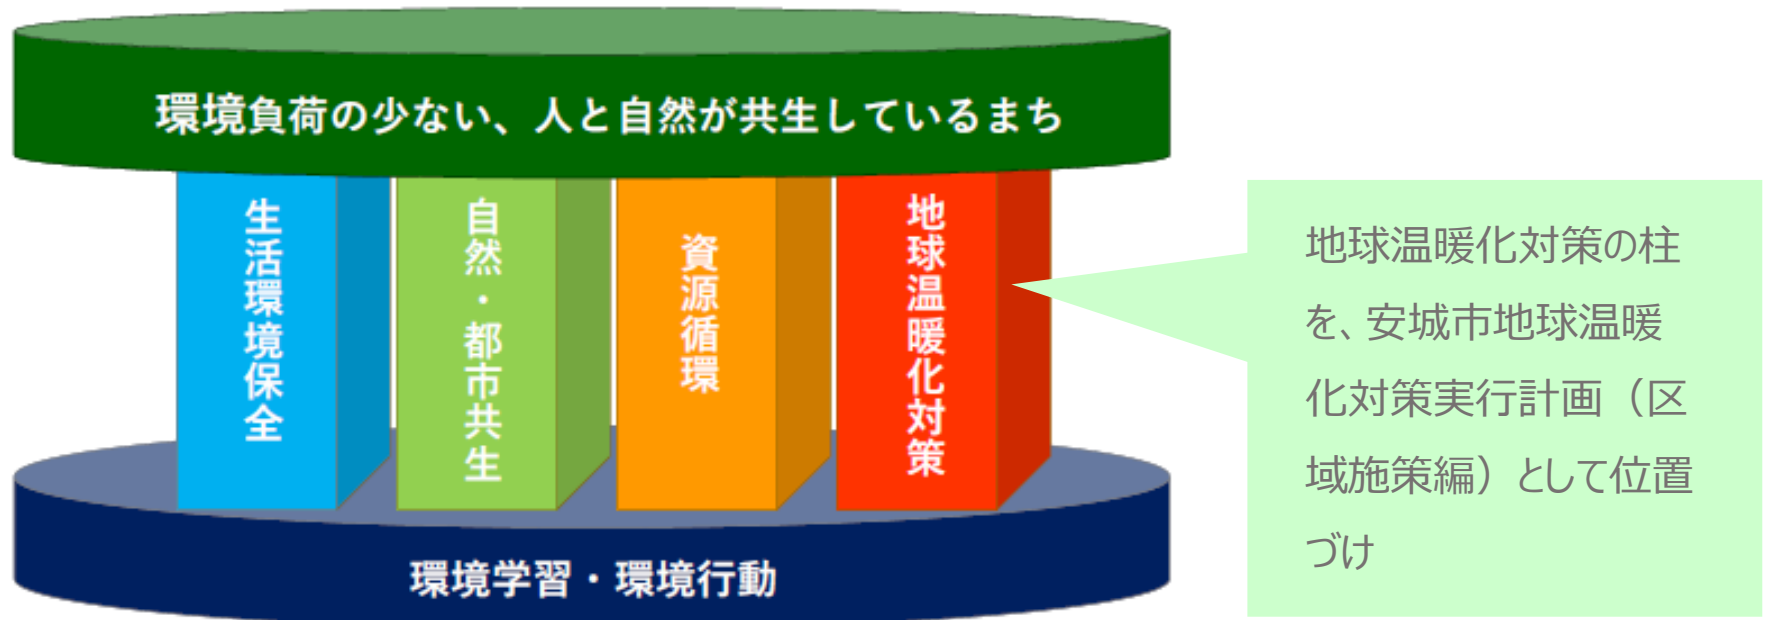 環境負荷の少ない、人と自然が共生しているまち
生活環境保全
自然・都市共生
資源循環
地球温暖化対策
環境学習・環境行動
地球温暖化対策の柱
を、安城市地球温暖
化対策実行計画（区
域施策編）として位置
づけ